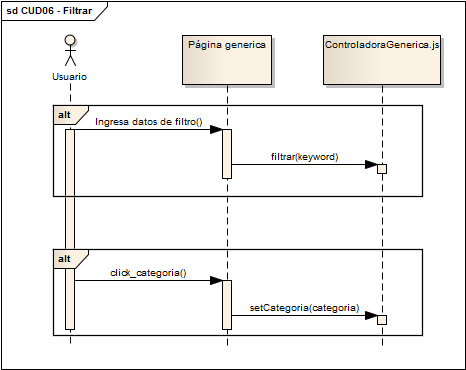 sd CUD06 - Filtrar
Usuario
Página generica
ControladoraGenerica.js
alt
Ingresa datos de filtro()
filtrar(keyword)
alt
click_categoria()
setCategoria(categoria)